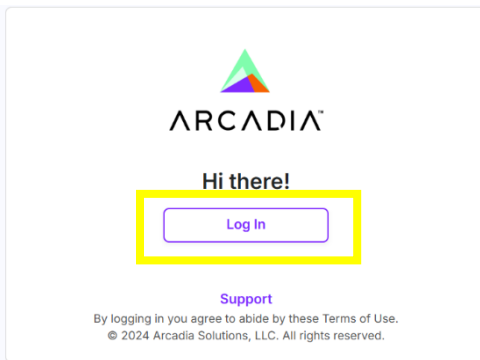 ARCADIA™
Hi there!
Log In
Support
By logging in you agree to abide by these Terms of Use.
© 2024 Arcadia Solutions, LLC. All rights reserved.